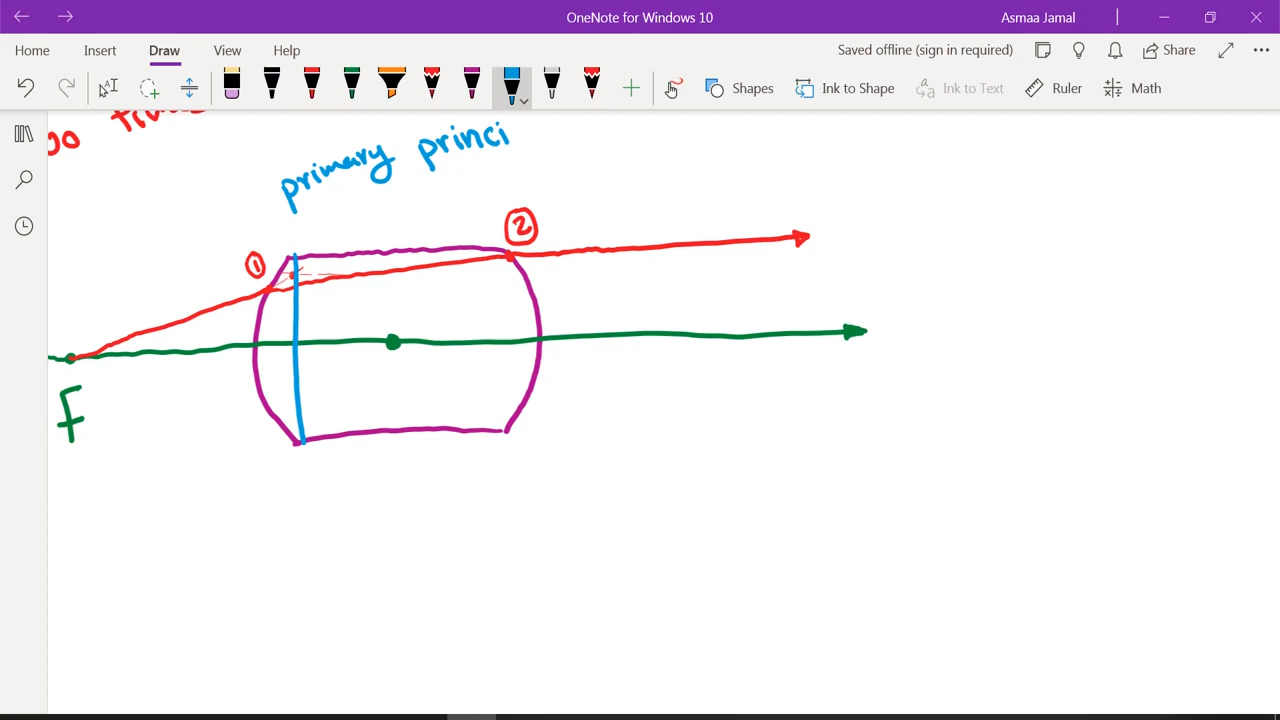 OneNote for Windows 10
Asmaa Jamal
Home Insert Draw View Help
Saved offline (sign in required)
Share
Shapes
Ink to Shape
Ink to Text
Ruler
Math
primary princi
1
2
F